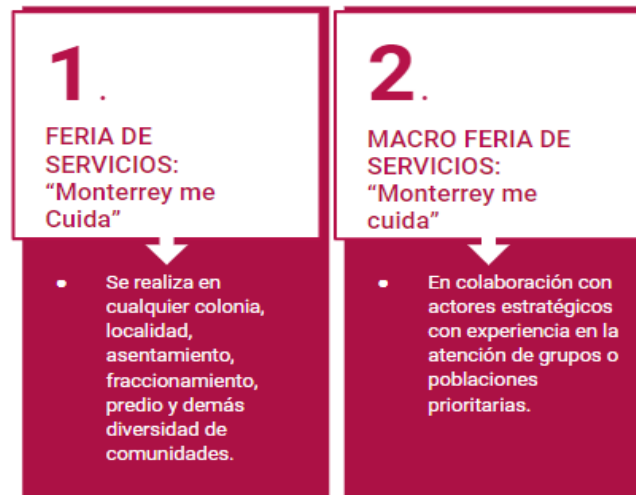 1.
FERIA DE
SERVICIOS:
“Monterrey me
Cuida”
• Se realiza en
cualquier colonia,
localidad,
asentamiento,
fraccionamiento,
predio y demás
diversidad de
comunidades.
2.
MACRO FERIA DE
SERVICIOS:
“Monterrey me
cuida”
• En colaboración con
actores estratégicos
con experiencia en la
atención de grupos o
poblaciones
prioritarias.